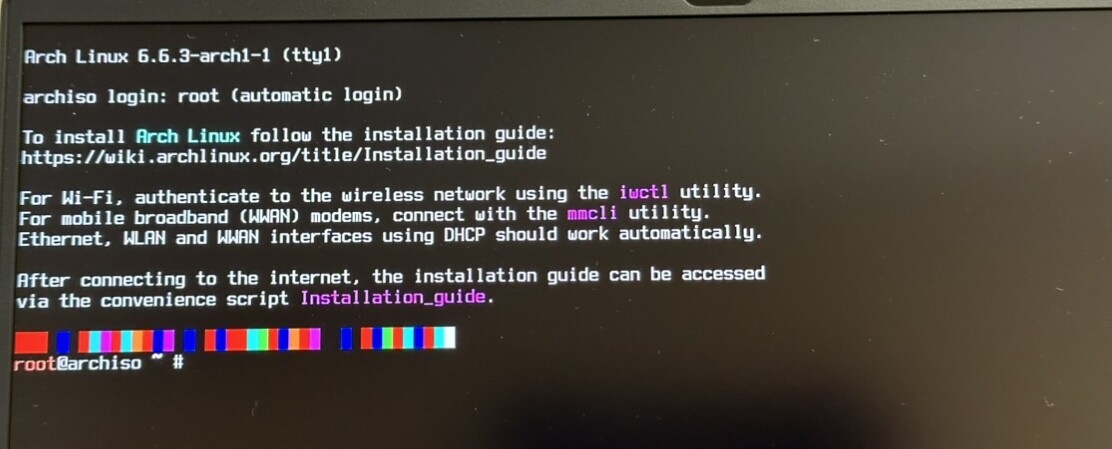 Arch Linux 6.6.3-arch1-1 (tty1)
archiso login: root (automatic login)
To install Arch Linux follow the installation guide:
https://wiki.archlinux.org/title/Installation_guide
For Wi-Fi, authenticate to the wireless network using the iwctl utility.
For mobile broadband (WWAN) modems, connect with the mmcli utility.
Ethernet, WLAN and WWAN interfaces using DHCP should work automatically.
After connecting to the internet, the installation guide can be accessed
via the convenience script Installation_guide.
root@archiso ~ #